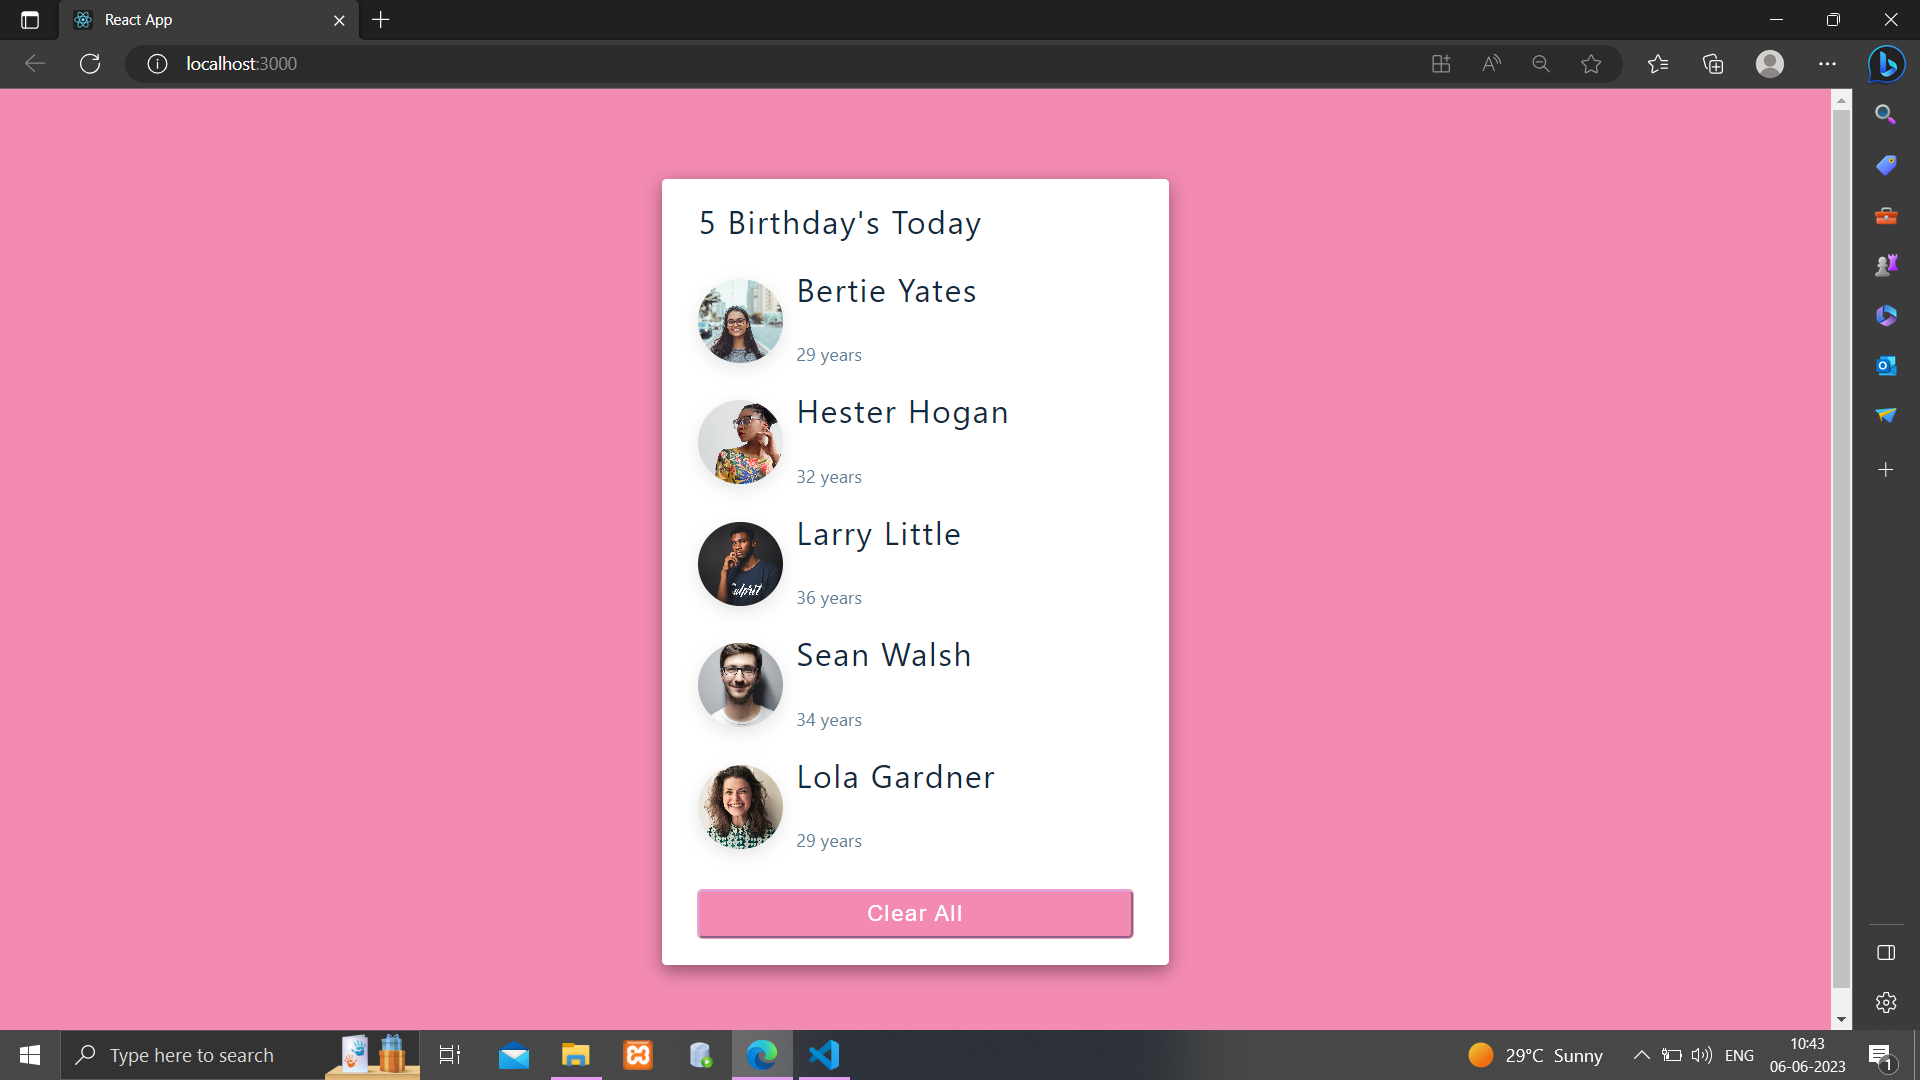 React App
localhost:3000
5 Birthday's Today
Bertie Yates
29 years
Hester Hogan
32 years
Larry Little
36 years
Sean Walsh
34 years
Lola Gardner
29 years
Clear All
Type here to search
29°C Sunny
ENG
10:43
06-06-2023
1